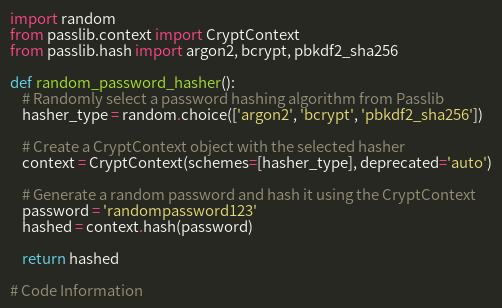 import random
from passlib.context import CryptContext
from passlib.hash import argon2, bcrypt, pbkdf2_sha256
def random_password_hasher():
# Randomly select a password hashing algorithm from Passlib
hasher_type = random.choice(['argon2', 'bcrypt', 'pbkdf2_sha256'])
# Create a CryptContext object with the selected hasher
context = CryptContext(schemes=[hasher_type], deprecated='auto')
# Generate a random password and hash it using the CryptContext
password = 'randompassword123'
hashed = context.hash(password)
return hashed
# Code Information